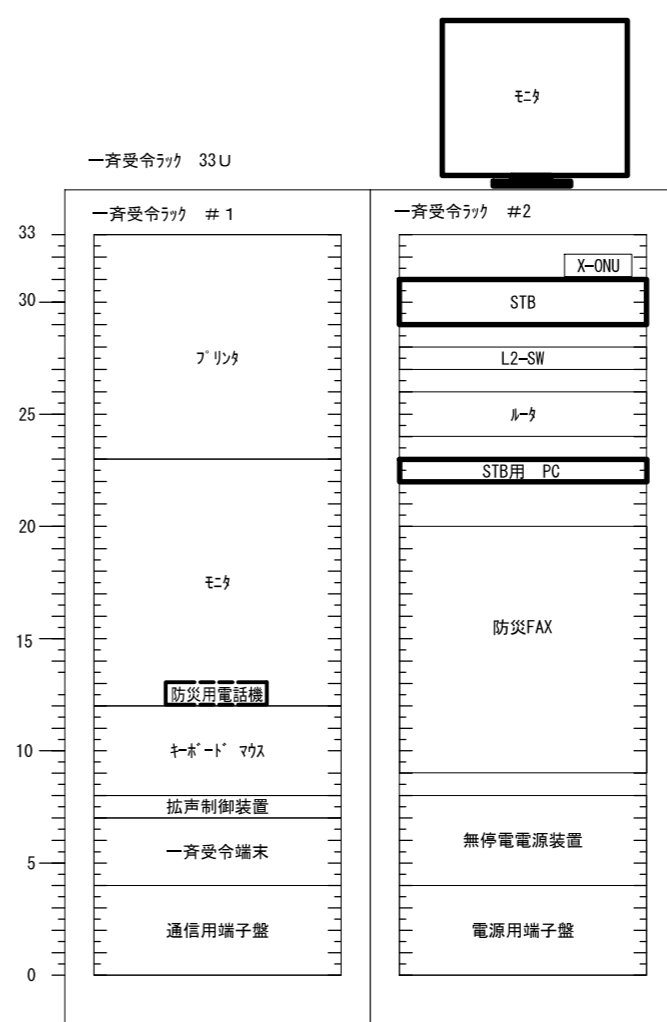 モニタ
一斉受令ラック 33U
一斉受令ラック #1
一斉受令ラック #2
33
30
25
20
15
10
5
0
プリンタ
モニタ
防災用電話機
キーボード マウス
拡声制御装置
一斉受令端末
通信用端子盤
X-ONU
STB
L2-SW
ルータ
STB用 PC
防災FAX
無停電電源装置
電源用端子盤